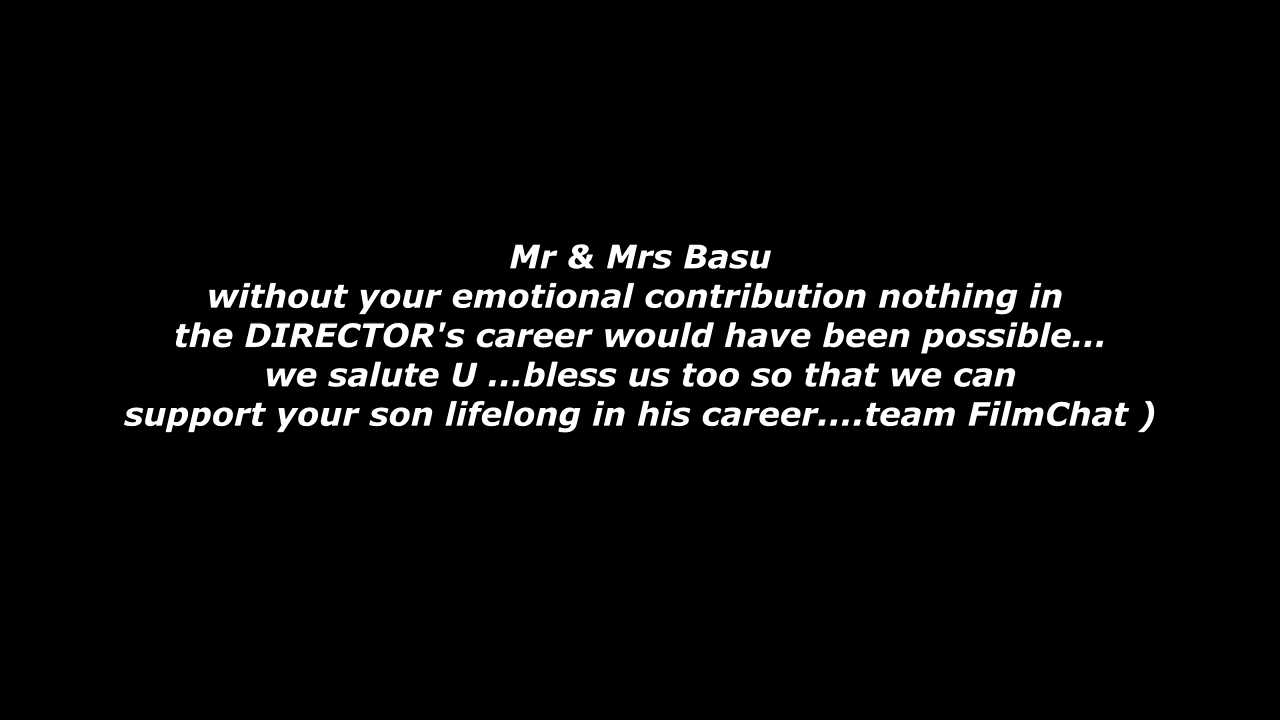 Mr & Mrs Basu
without your emotional contribution nothing in
the DIRECTOR's career would have been possible...
we salute U ...bless us too so that we can
support your son lifelong in his career....team FilmChat )